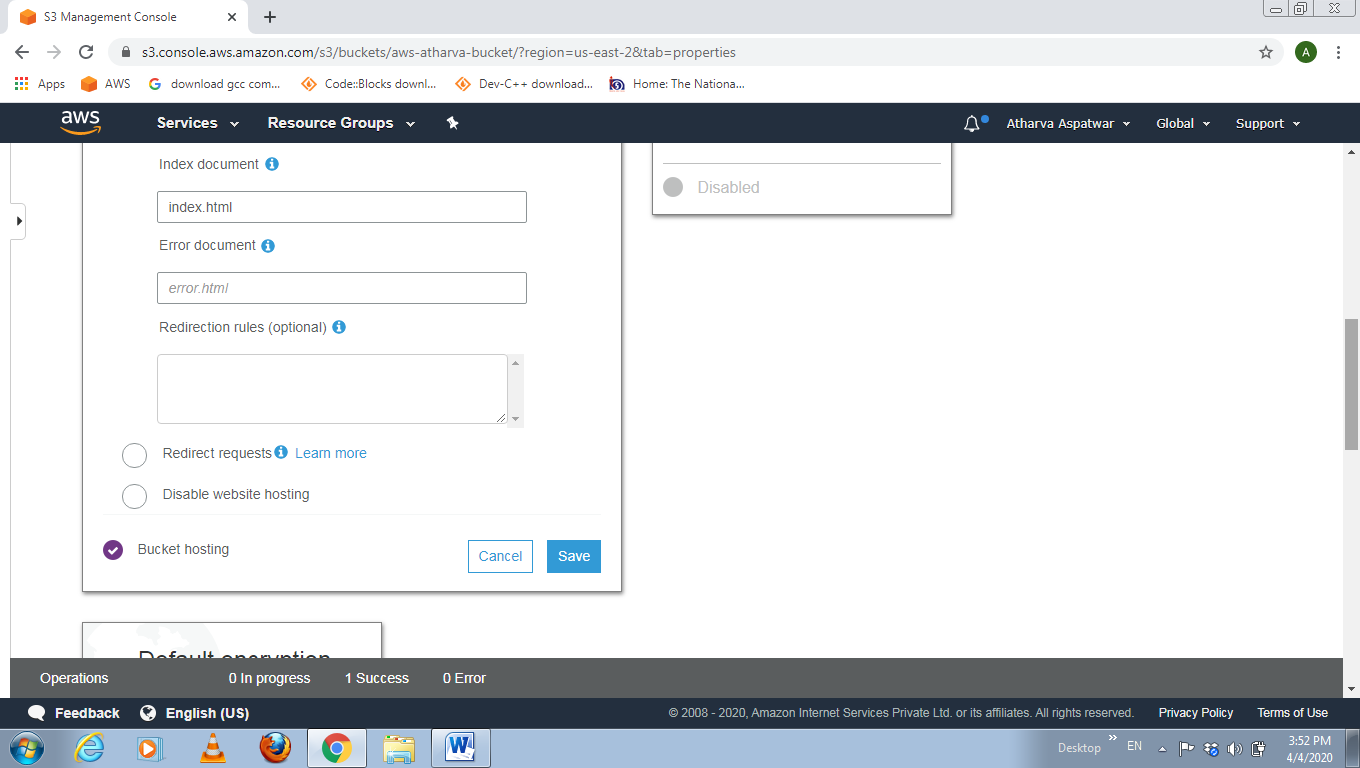 S3 Management Console
s3.console.aws.amazon.com/s3/buckets/aws-atharva-bucket/?region=us-east-2&tab=properties
A
Apps AWS download gcc com... Code::Blocks downl... Dev-C++ download... Home: The Nationa...
aws Services Resource Groups Atharva Aspatwar Global Support
Index document
index.html
Disabled
Error document
error.html
Redirection rules (optional)
Redirect requests Learn more
Disable website hosting
Bucket hosting Cancel Save
Default encryption
Operations 0 In progress 1 Success 0 Error
Feedback English (US) © 2008 - 2020, Amazon Internet Services Private Ltd. or its affiliates. All rights reserved. Privacy Policy Terms of Use
Desktop EN 3:52 PM
4/4/2020